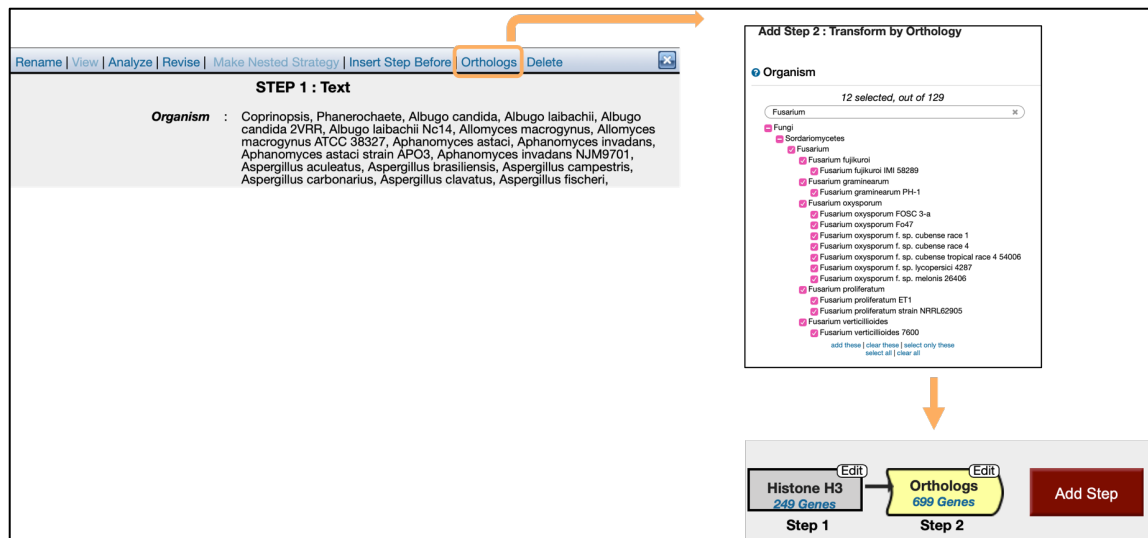 Rename | View | Analyze | Revise | Make Nested Strategy | Insert Step Before | Orthologs | Delete
STEP 1 : Text
Organism : Coprinopsis, Phanerochaete, Albugo candida, Albugo laibachii, Albugo
candida 2VRR, Albugo laibachii Nc14, Allomyces macrogynus, Allomyces
macrogynus ATCC 38327, Aphanomyces astaci, Aphanomyces invadans,
Aphanomyces astaci strain APO3, Aphanomyces invadans NJM9701,
Aspergillus aculeatus, Aspergillus brasiliensis, Aspergillus campestris,
Aspergillus carbonarius, Aspergillus clavatus, Aspergillus fischeri,
Add Step 2 : Transform by Orthology
Organism
12 selected, out of 129
Fusarium
Fungi
Sordariomycetes
Fusarium
Fusarium fujikuroi
Fusarium fujikuroi IMI 58289
Fusarium graminearum
Fusarium graminearum PH-1
Fusarium oxysporum
Fusarium oxysporum FOSC 3-a
Fusarium oxysporum Fo47
Fusarium oxysporum f. sp. cubense race 1
Fusarium oxysporum f. sp. cubense race 4
Fusarium oxysporum f. sp. cubense tropical race 4 54006
Fusarium oxysporum f. sp. lycopersici 4287
Fusarium oxysporum f. sp. melonis 26406
Fusarium proliferatum
Fusarium proliferatum ET1
Fusarium proliferatum strain NRRL62905
Fusarium verticillioides
Fusarium verticillioides 7600
add these | clear these | select only these
select all | clear all
Edit
Histone H3
249 Genes
Step 1
Edit
Orthologs
699 Genes
Step 2
Add Step